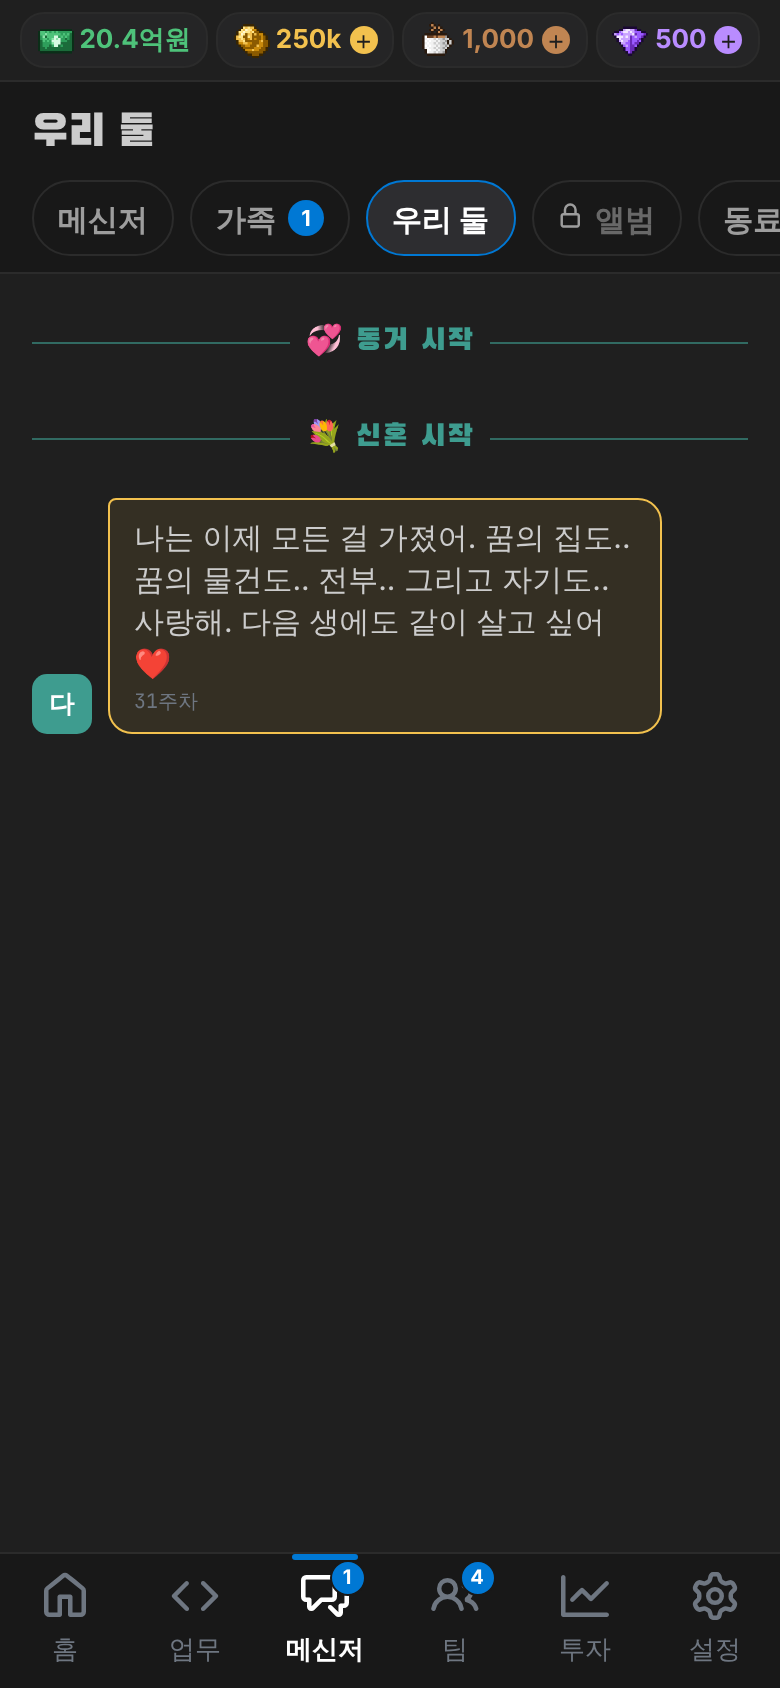 20.4억원 250k + 1,000 + 500 +
우리 둘
메신저 가족 1 우리 둘 앨범 동료
동거 시작
신혼 시작
나는 이제 모든 걸 가졌어. 꿈의 집도..
꿈의 물건도.. 전부.. 그리고 자기도..
사랑해. 다음 생에도 같이 살고 싶어
❤️
31주차
다
1 4
홈 업무 메신저 팀 투자 설정